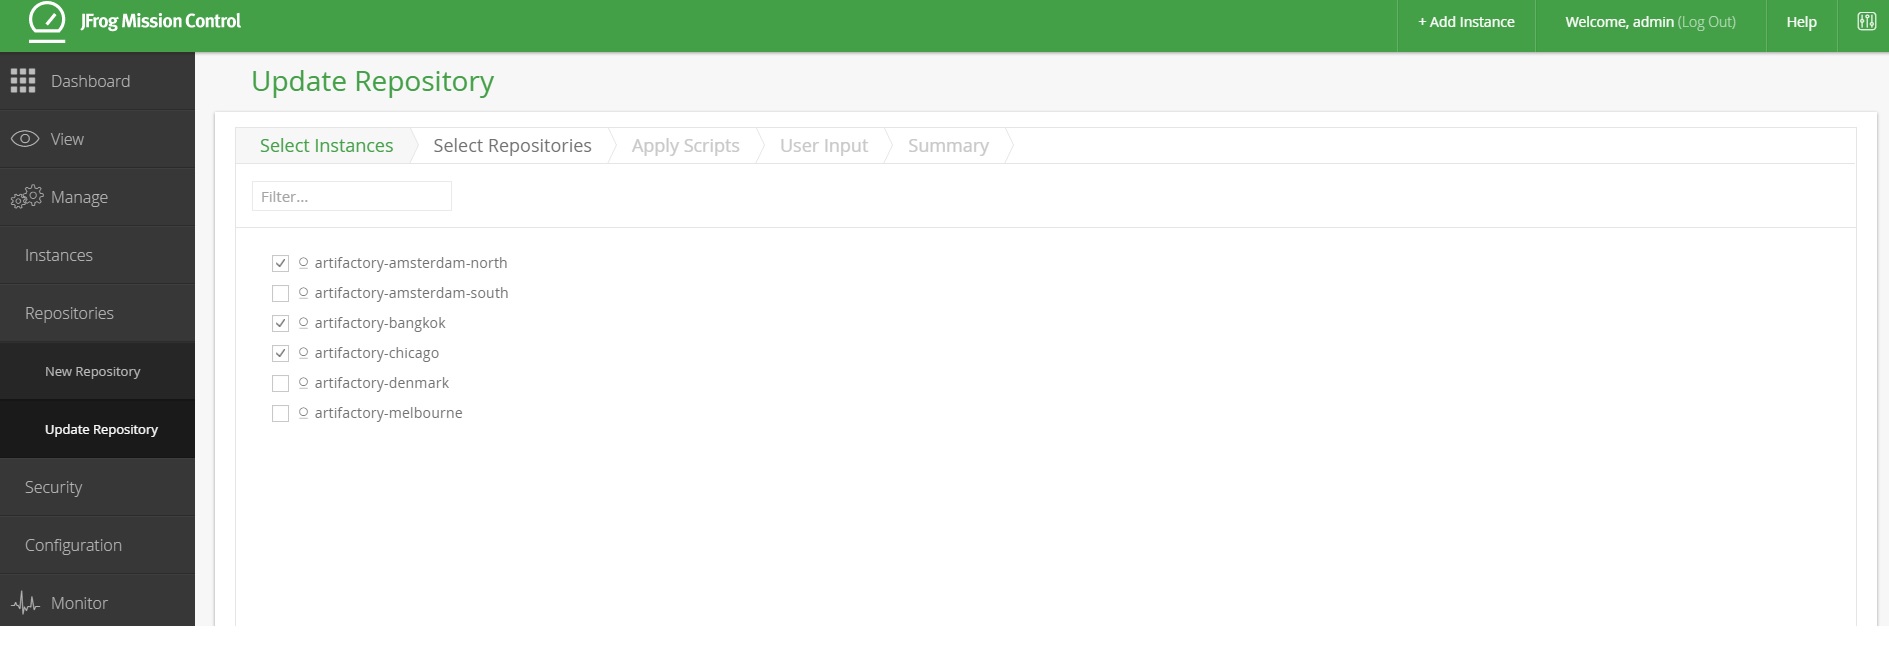 JFrog Mission Control
+ Add Instance
Welcome, admin (Log Out)
Help
Dashboard
View
Manage
Instances
Repositories
New Repository
Update Repository
Security
Configuration
Monitor
Update Repository
Select Instances
Select Repositories
Apply Scripts
User Input
Summary
Filter...
artifactory-amsterdam-north
artifactory-amsterdam-south
artifactory-bangkok
artifactory-chicago
artifactory-denmark
artifactory-melbourne